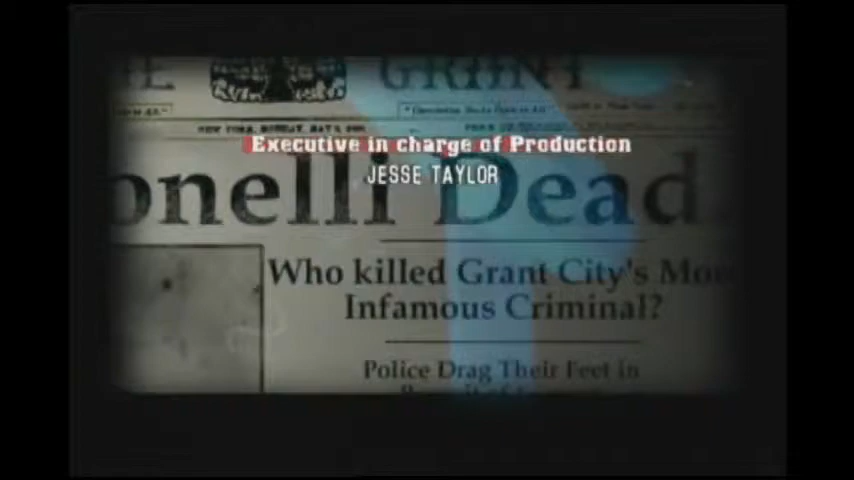 GRANT
Executive in charge of Production
JESSE TAYLOR
onelli Dead
Who killed Grant City's Mo
Infamous Criminal?
Police Drag Their Feet in